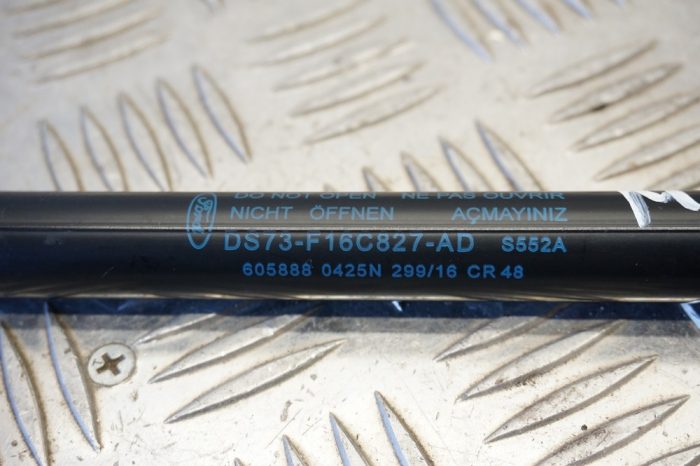 DO NOT OPEN NE PAS OUVRIR
NICHT ÖFFNEN AÇMAYINIZ
Ford
DS73-F16C827-AD S552A
605888 0425N 299/16 CR 48